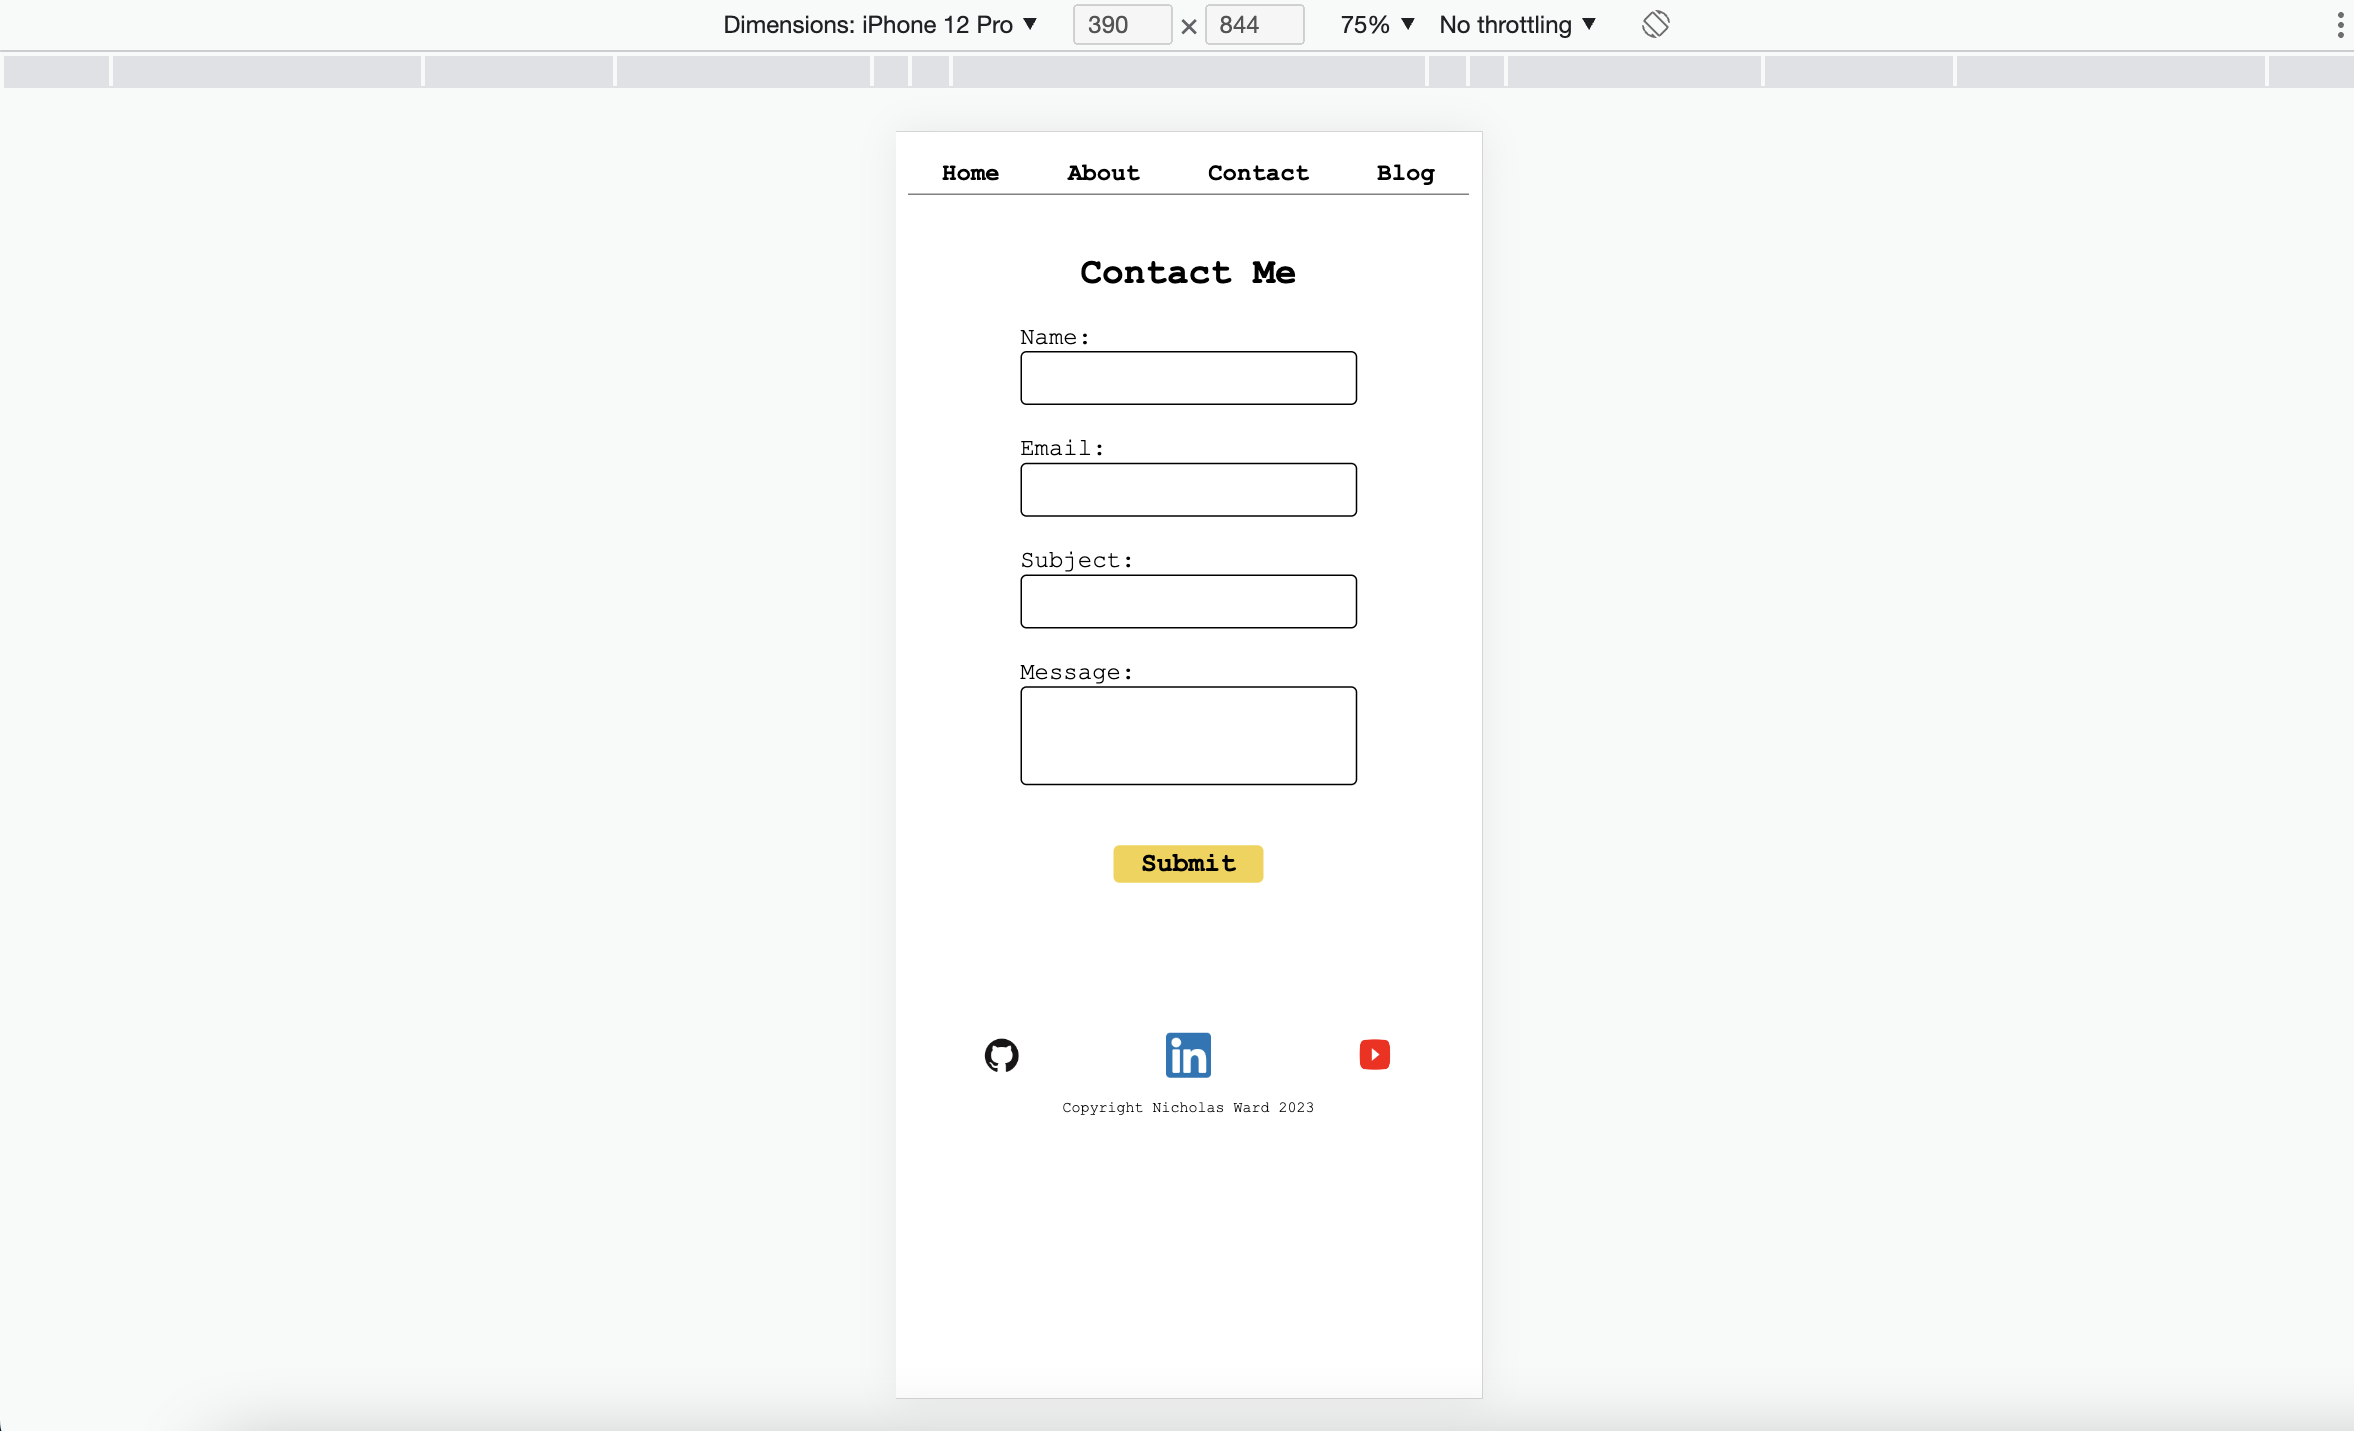 Dimensions: iPhone 12 Pro ▼ 390 × 844 75% ▼ No throttling ▼
Home About Contact Blog
Contact Me
Name:
Email:
Subject:
Message:
Submit
in
Copyright Nicholas Ward 2023